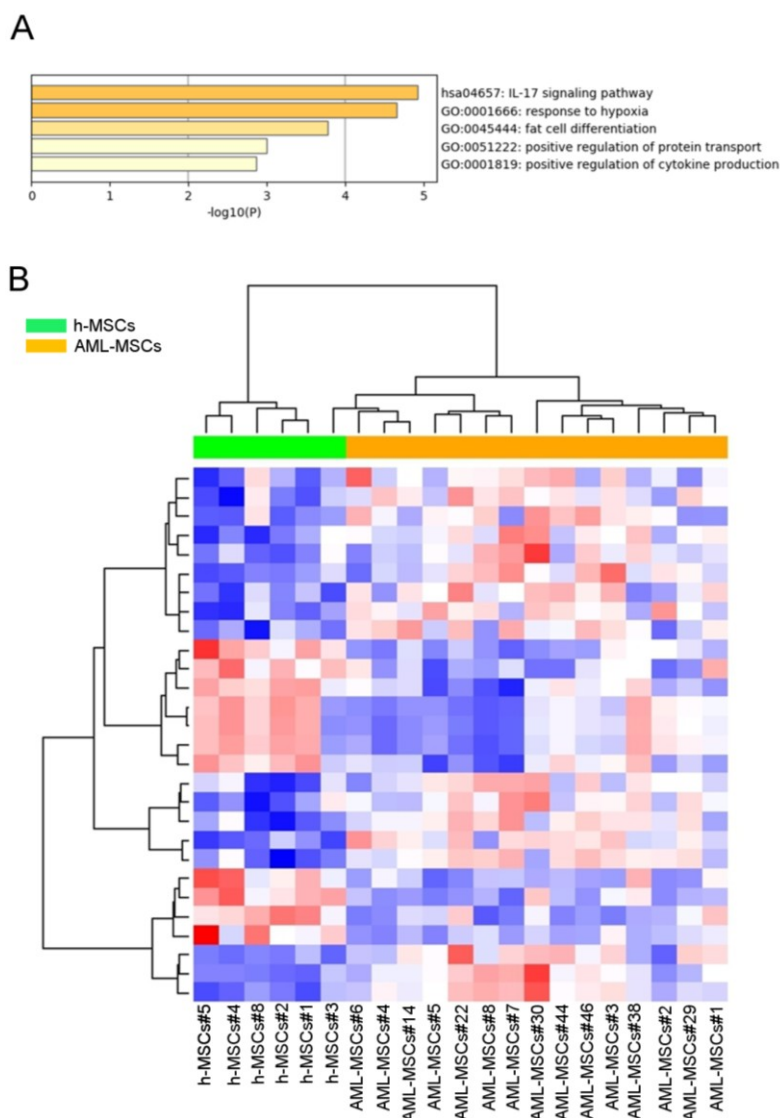 A
hsa04657: IL-17 signaling pathway
GO:0001666: response to hypoxia
GO:0045444: fat cell differentiation
GO:0051222: positive regulation of protein transport
GO:0001819: positive regulation of cytokine production
0 1 2 3 4 5
-log10(P)
B
h-MSCs
AML-MSCs
h-MSCs#5
h-MSCs#4
h-MSCs#8
h-MSCs#2
h-MSCs#1
h-MSCs#3
AML-MSCs#6
AML-MSCs#4
AML-MSCs#14
AML-MSCs#5
AML-MSCs#22
AML-MSCs#8
AML-MSCs#7
AML-MSCs#30
AML-MSCs#44
AML-MSCs#46
AML-MSCs#3
AML-MSCs#38
AML-MSCs#2
AML-MSCs#29
AML-MSCs#1